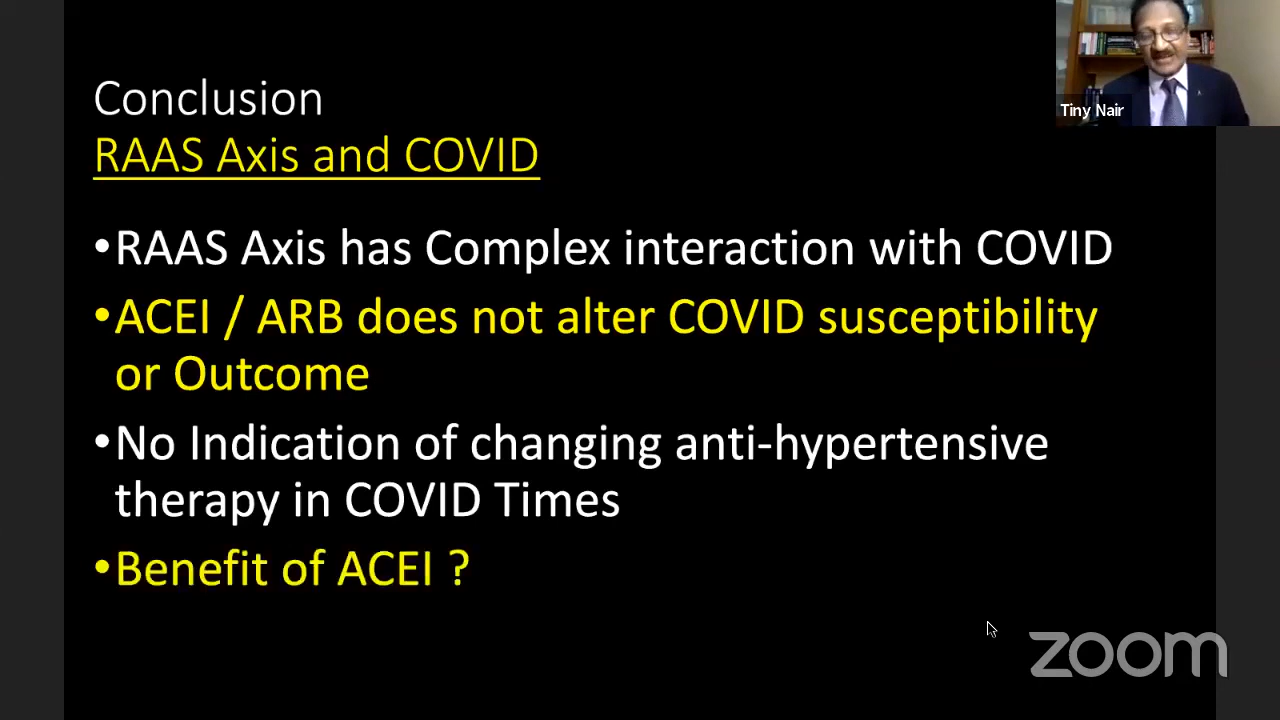 Tiny Nair
Conclusion
RAAS Axis and COVID
•RAAS Axis has Complex interaction with COVID
•ACEI / ARB does not alter COVID susceptibility
or Outcome
•No Indication of changing anti-hypertensive
therapy in COVID Times
•Benefit of ACEI ?
zoom